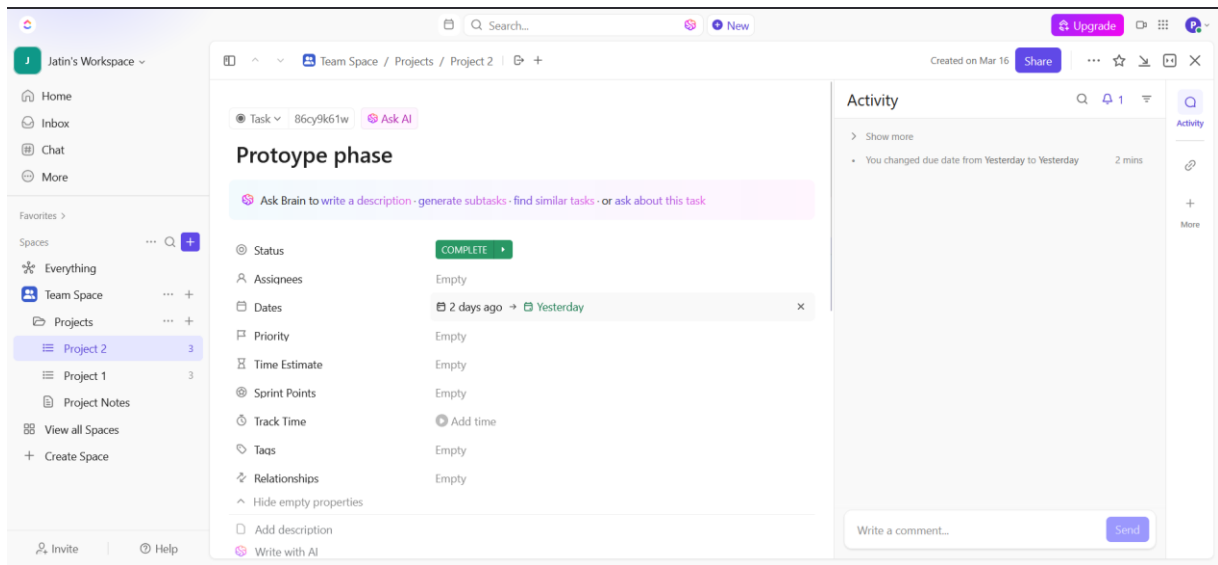 Search...
New
Upgrade
P
J
Jatin's Workspace
Home
Inbox
Chat
More
Favorites
Spaces
Everything
Team Space
Projects
Project 2 3
Project 1 3
Project Notes
View all Spaces
Create Space
Invite
Help
Team Space / Projects / Project 2
Created on Mar 16
Share
Task
86cy9k61w
Ask AI
Protoype phase
Ask Brain to write a description · generate subtasks · find similar tasks · or ask about this task
Status COMPLETE
Assignees Empty
Dates 2 days ago → Yesterday
Priority Empty
Time Estimate Empty
Sprint Points Empty
Track Time Add time
Tags Empty
Relationships Empty
Hide empty properties
Add description
Write with AI
Activity
1
Show more
• You changed due date from Yesterday to Yesterday 2 mins
Write a comment...
Send
Activity
More